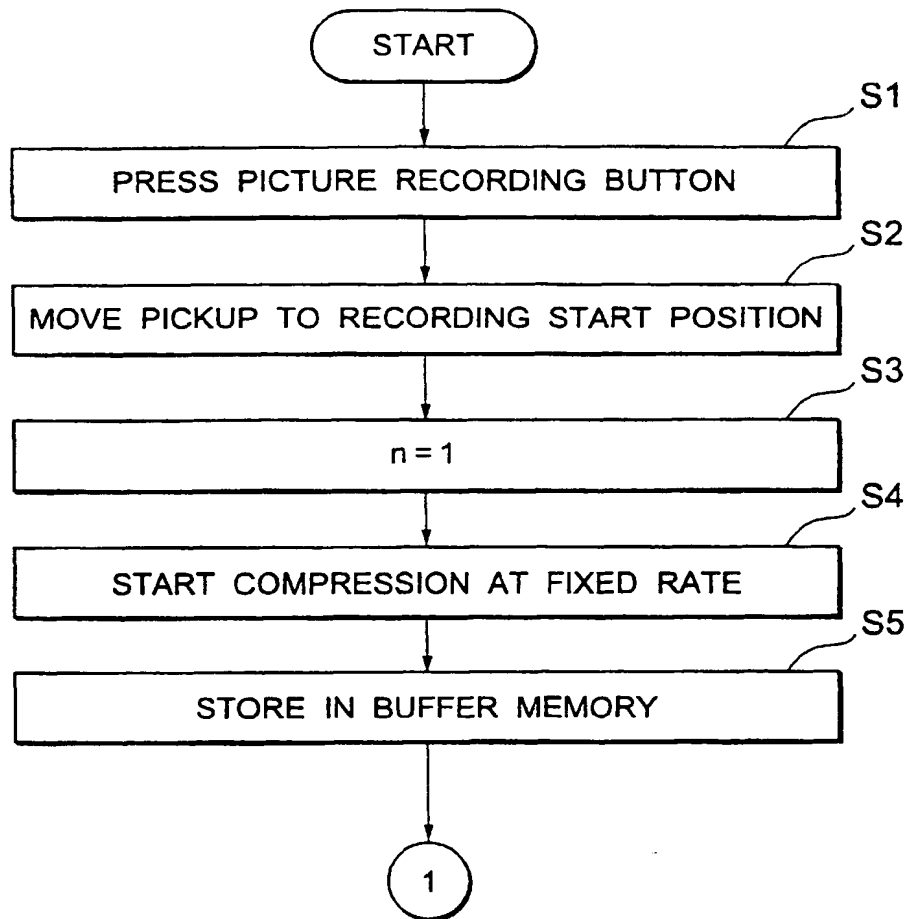 START
S1
PRESS PICTURE RECORDING BUTTON
S2
MOVE PICKUP TO RECORDING START POSITION
S3
n = 1
S4
START COMPRESSION AT FIXED RATE
S5
STORE IN BUFFER MEMORY
1